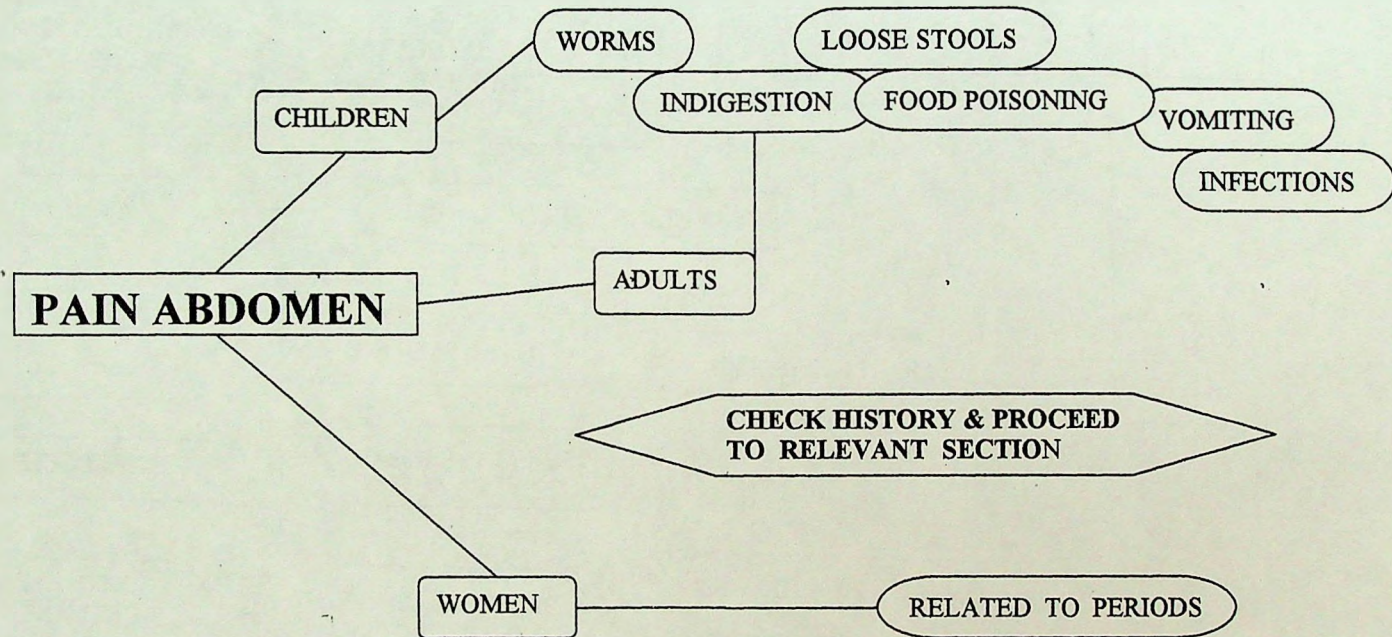 WORMS
LOOSE STOOLS
INDIGESTION
FOOD POISONING
CHILDREN
VOMITING
INFECTIONS
ADULTS
PAIN ABDOMEN
CHECK HISTORY & PROCEED
TO RELEVANT SECTION
WOMEN
RELATED TO PERIODS